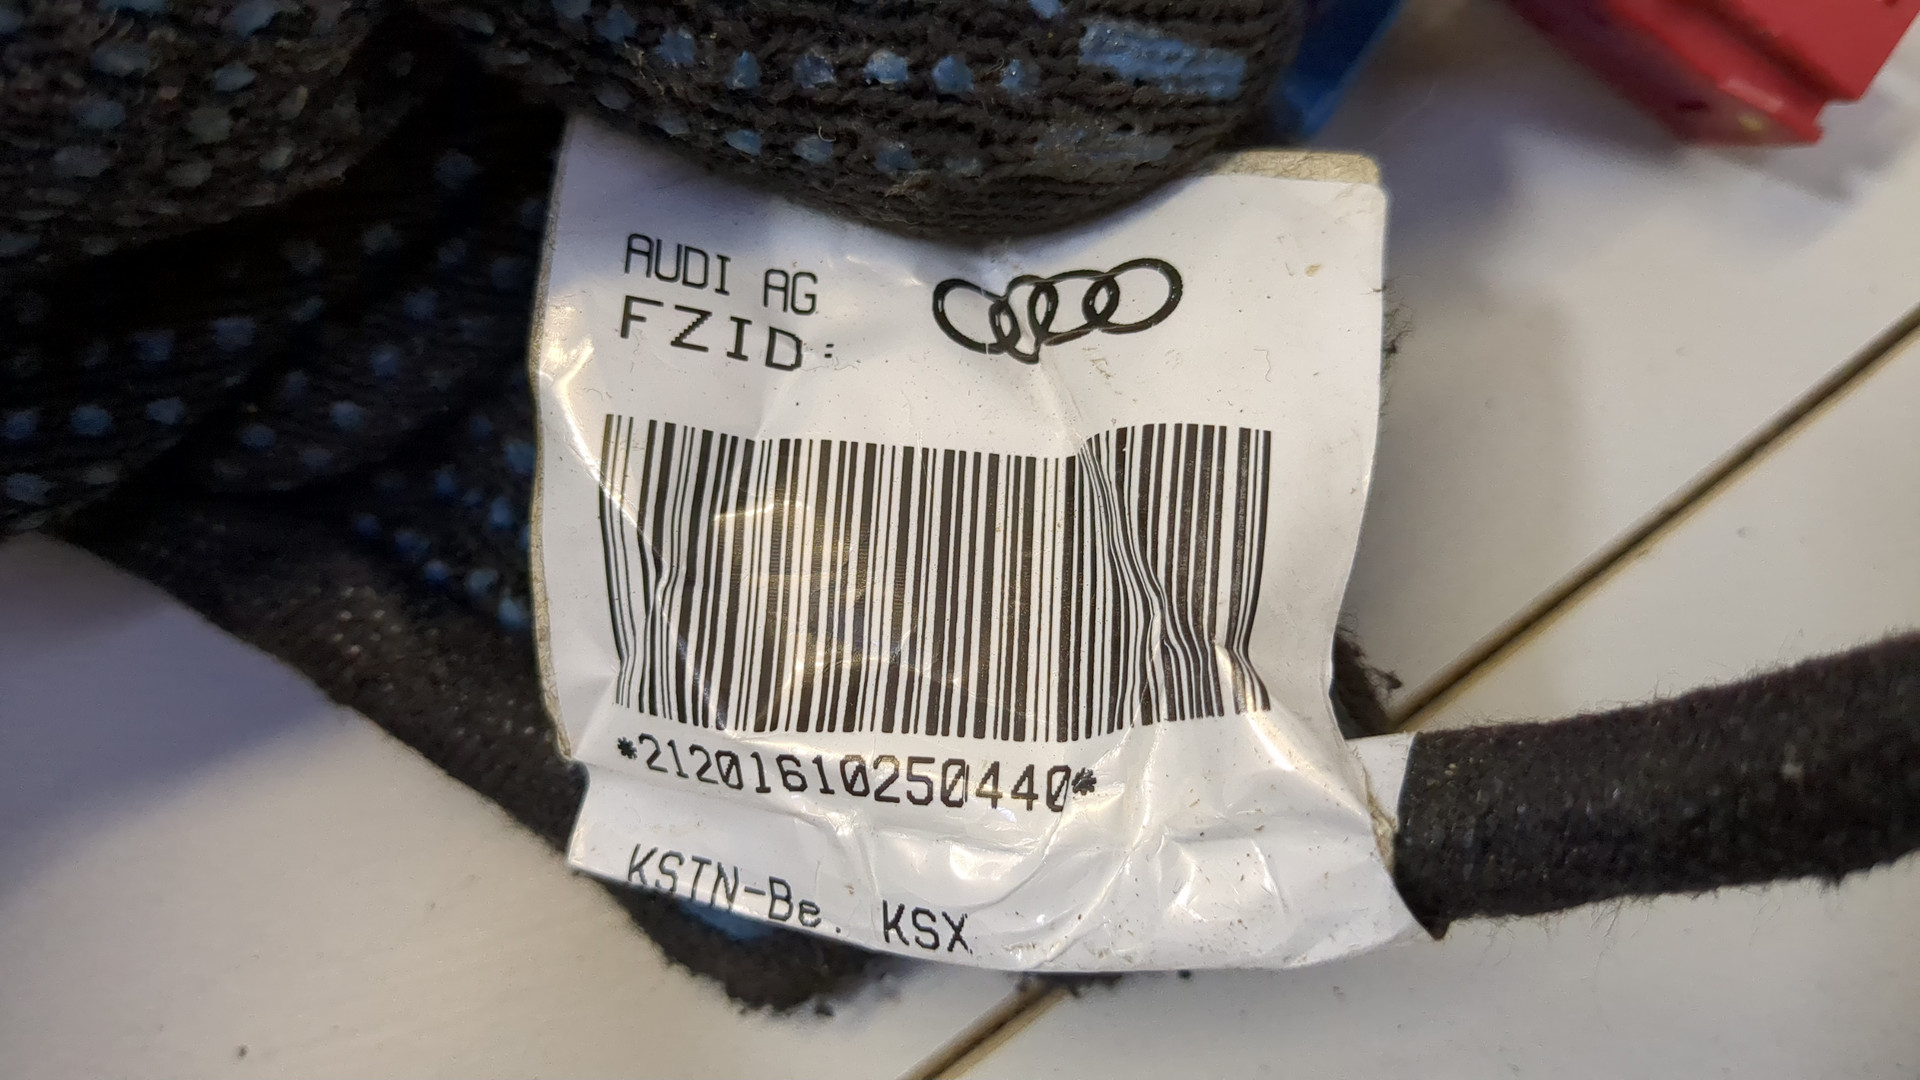 AUDI AG
FZID:
*21201610250440*
KSTN-Be. KSX